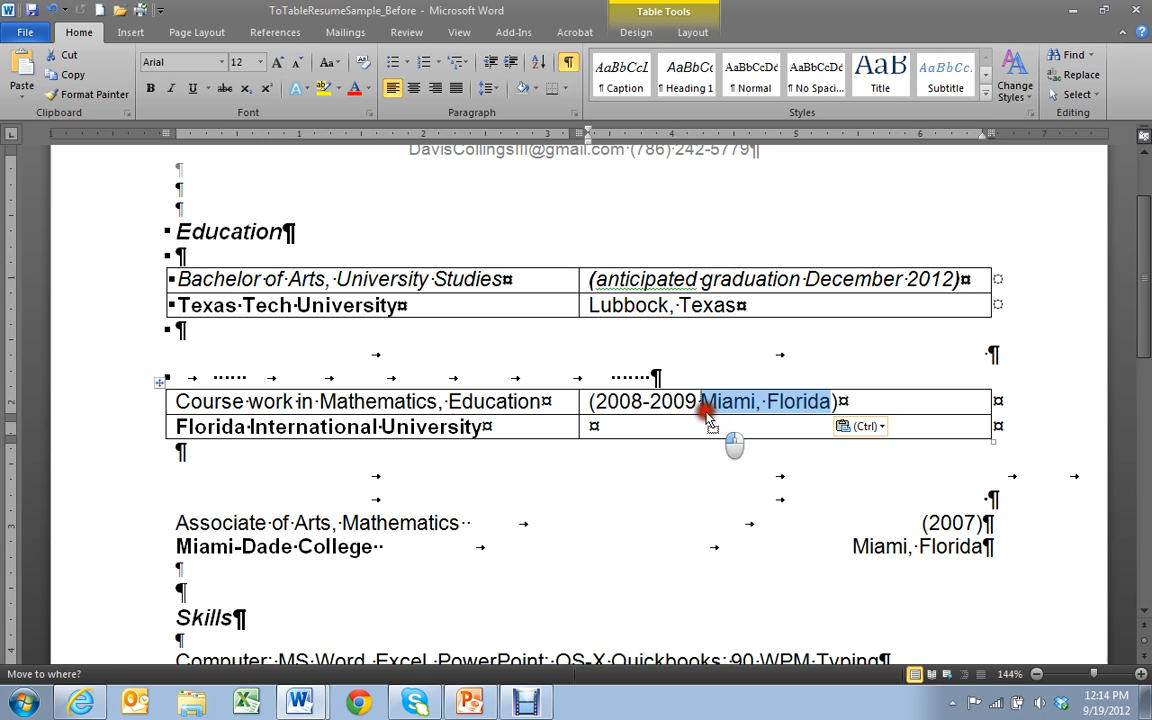 ToTableResumeSample_Before - Microsoft Word
Table Tools
File Home Insert Page Layout References Mailings Review View Add-Ins Acrobat Design Layout
Paste
Cut
Copy
Format Painter
Clipboard
Arial 12
Font
Paragraph
AaBbCcL AaBbCc AaBbCcDd AaBbCcDd AaB AaBbCc.
¶ Caption ¶ Heading 1 ¶ Normal ¶ No Spaci... Title Subtitle
Change Styles
Styles
Find
Replace
Select
Editing
DavisCollingsIII@gmail.com·(786)·242-5779¶
¶
¶
¶
Education¶
¶
Bachelor·of·Arts,·University·Studies¤ (anticipated·graduation·December·2012)¤
Texas·Tech·University¤ Lubbock,·Texas¤
¶
¶
¶
Course·work·in·Mathematics,·Education¤ (2008-2009·Miami,·Florida)¤
Florida·International·University¤ ¤
(Ctrl)
¶
¶
Associate·of·Arts,·Mathematics·· (2007)¶
Miami-Dade·College·· Miami,·Florida¶
¶
¶
Skills¶
¶
Computer:·MS·Word,·Excel,·PowerPoint;·OS-X·Quickbooks;·90·WPM·Typing¶
Move to where?
144%
12:14 PM
9/19/2012